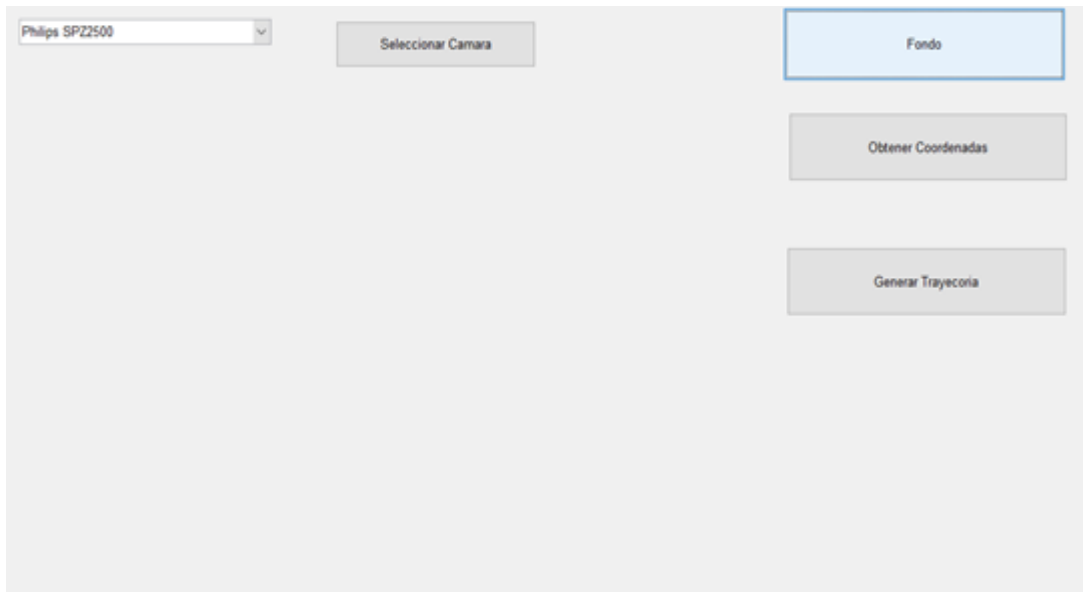 Philips SPZ2500
Seleccionar Camara
Fondo
Obtener Coordenadas
Generar Trayecoria